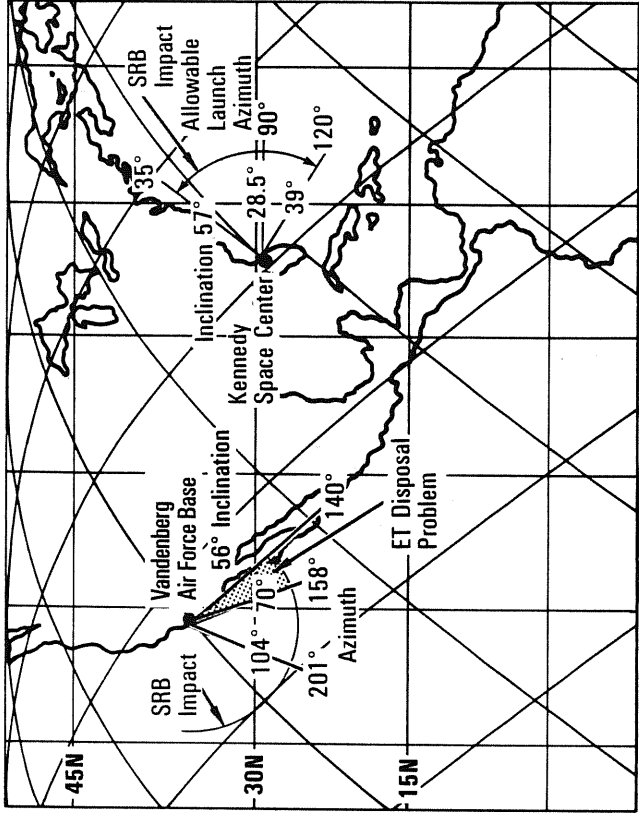 SRB
Impact
Allowable
Launch
Azimuth
35°
Inclination 57°
28.5° = 90°
39°
120°
Kennedy
Space Center
Vandenberg
Air Force Base
56° Inclination
SRB
Impact
104°
70°
140°
158°
201°
Azimuth
ET Disposal
Problem
45N
30N
15N